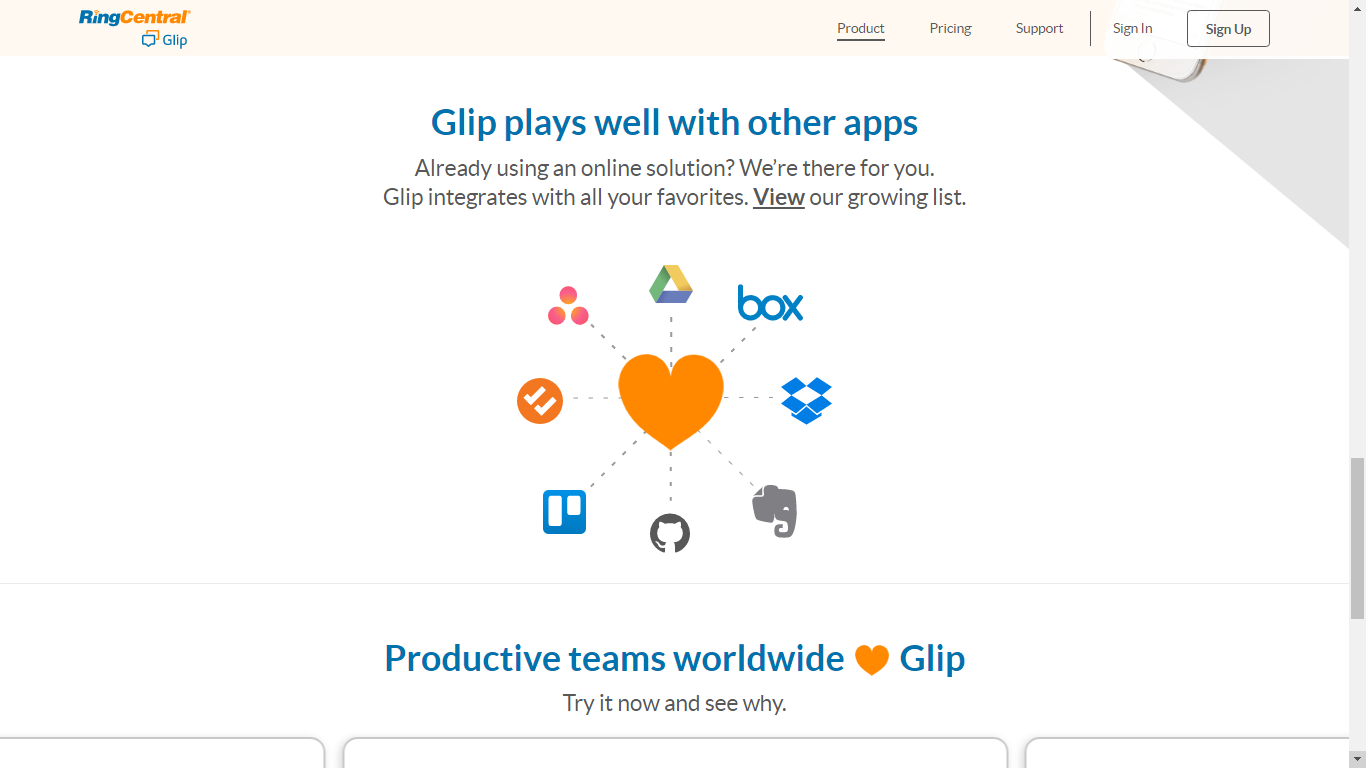 RingCentral®
Glip
Product
Pricing
Support
Sign In
Sign Up
Glip plays well with other apps
Already using an online solution? We’re there for you.
Glip integrates with all your favorites. View our growing list.
box
Productive teams worldwide 🧡 Glip
Try it now and see why.